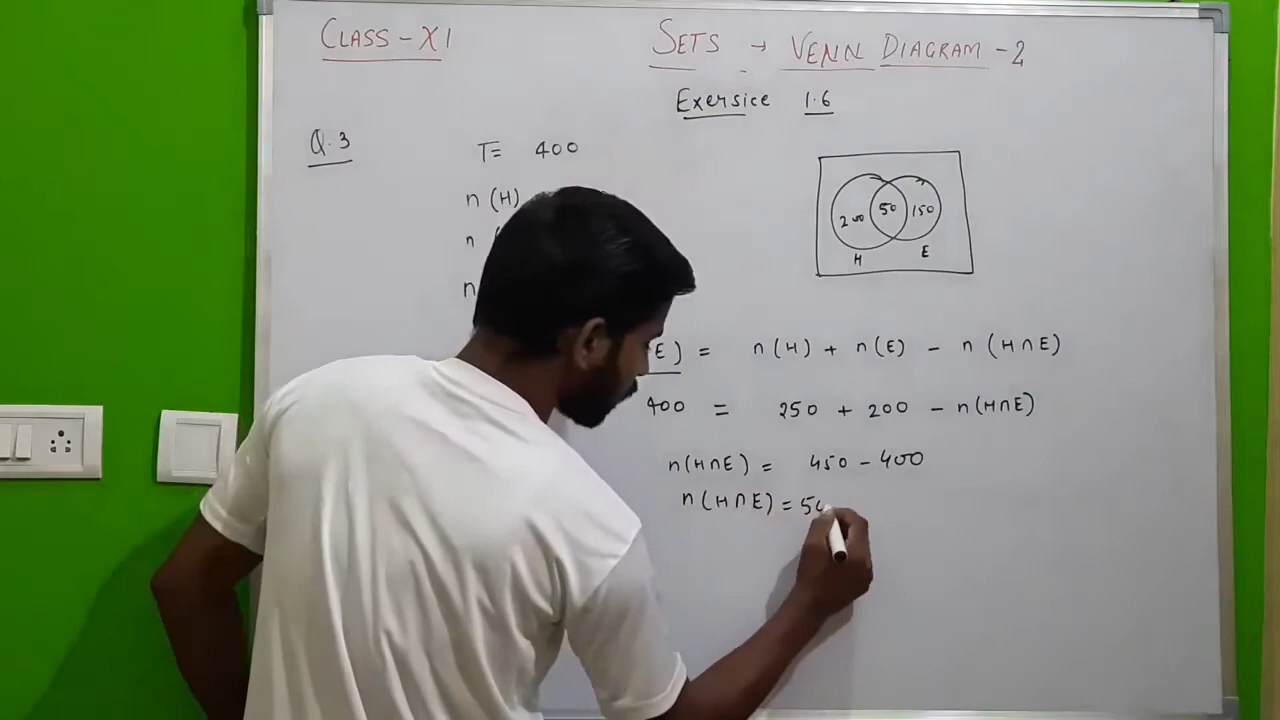 CLASS-XI
SETS → VENN DIAGRAM - 2
Exersice 1.6
Q.3
T= 400
n (H)
n
n
200 50 150
H E
E) = n(H) + n(E) - n (H∩E)
400 = 250 + 200 - n(H∩E)
n(H∩E) = 450 - 400
n(H∩E) = 50